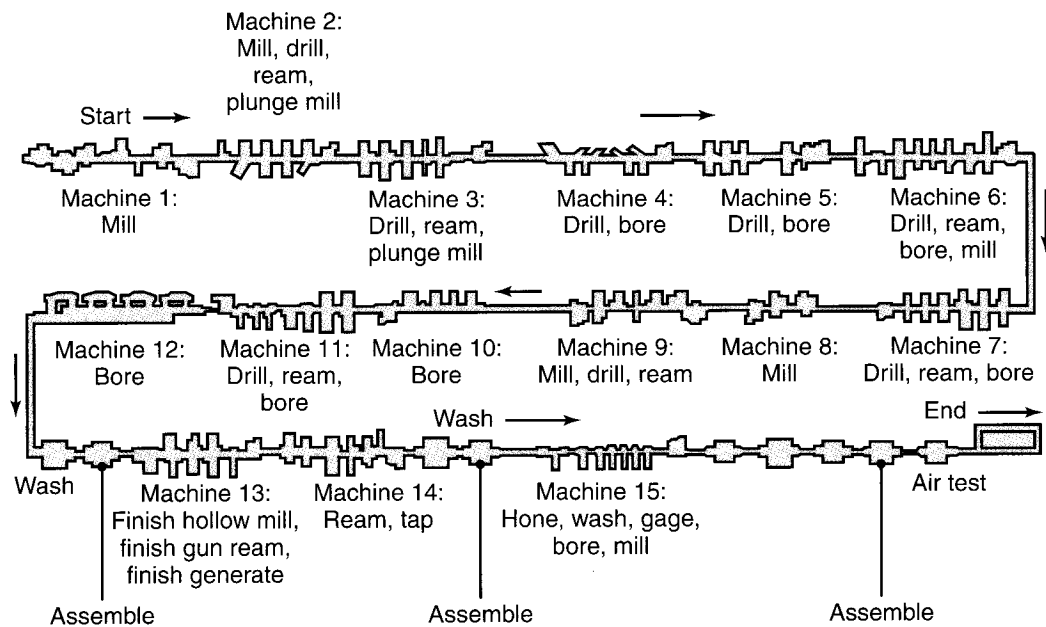 Machine 2:
Mill, drill,
ream,
plunge mill
Start
Machine 1:
Mill
Machine 3:
Drill, ream,
plunge mill
Machine 4:
Drill, bore
Machine 5:
Drill, bore
Machine 6:
Drill, ream,
bore, mill
Machine 12:
Bore
Machine 11:
Drill, ream,
bore
Machine 10:
Bore
Machine 9:
Mill, drill, ream
Machine 8:
Mill
Machine 7:
Drill, ream, bore
Wash
End
Wash
Machine 13:
Finish hollow mill,
finish gun ream,
finish generate
Machine 14:
Ream, tap
Machine 15:
Hone, wash, gage,
bore, mill
Air test
Assemble
Assemble
Assemble